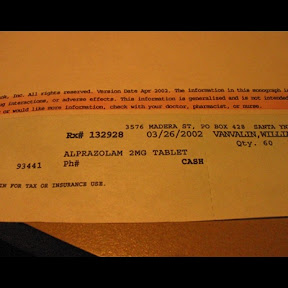 Inc. All rights reserved. Version Date Apr 2002. The information in this monograph is
interactions, or adverse effects. This information is generalized and is not intended
or would like more information, check with your doctor, pharmacist, or nurse.
3576 MADERA ST, PO BOX 428 SANTA
Rx# 132928 03/26/2002 VANVALIN,WILLI
Qty. 60
ALPRAZOLAM 2MG TABLET
93441 Ph# CASH
FOR TAX OR INSURANCE USE.